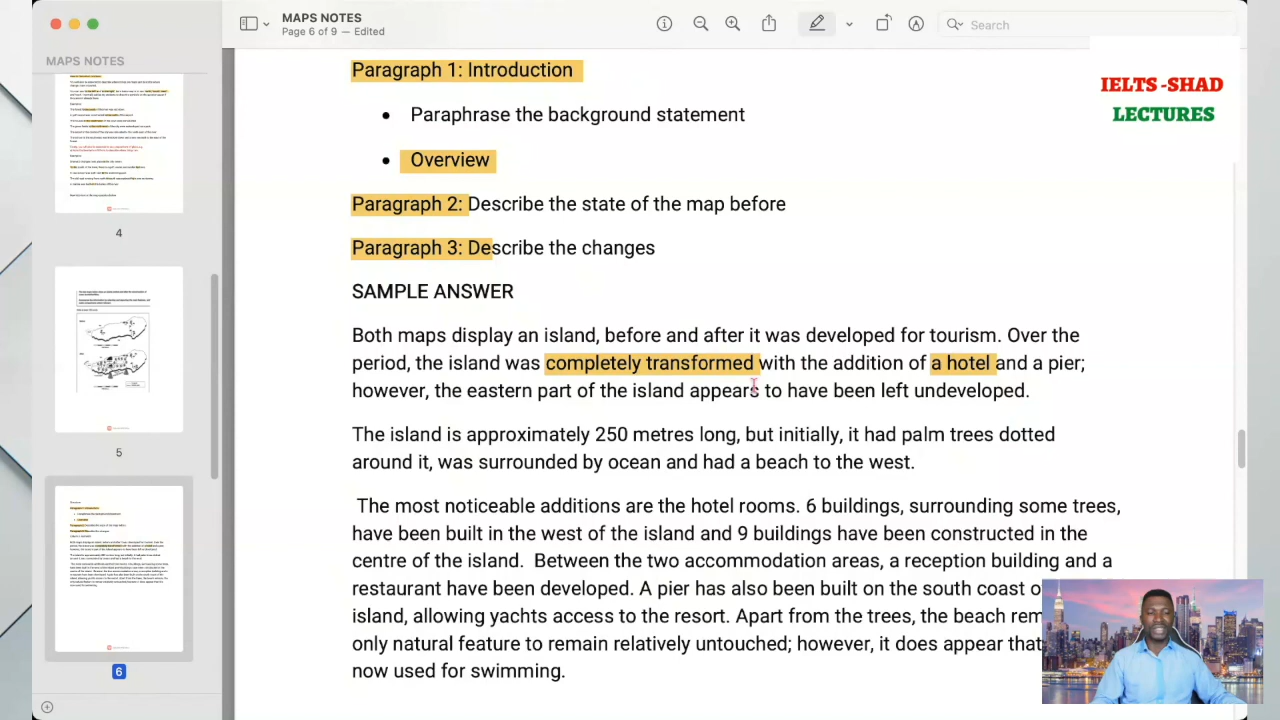 MAPS NOTES
Page 6 of 9 — Edited
Search
MAPS NOTES
4
5
6
IELTS -SHAD
LECTURES
Paragraph 1: Introduction
• Paraphrase the background statement
• Overview
Paragraph 2: Describe the state of the map before
Paragraph 3: Describe the changes
SAMPLE ANSWER
Both maps display an island, before and after it was developed for tourism. Over the
period, the island was completely transformed with the addition of a hotel and a pier;
however, the eastern part of the island appears to have been left undeveloped.
The island is approximately 250 metres long, but initially, it had palm trees dotted
around it, was surrounded by ocean and had a beach to the west.
The most noticeable additions are the hotel rooms. 6 buildings, surrounding some trees,
have been built in the west of the island and 9 buildings have been constructed in the
centre of the island. Between the two accommodation areas, a reception building and a
restaurant have been developed. A pier has also been built on the south coast o
island, allowing yachts access to the resort. Apart from the trees, the beach rem
only natural feature to remain relatively untouched; however, it does appear that
now used for swimming.